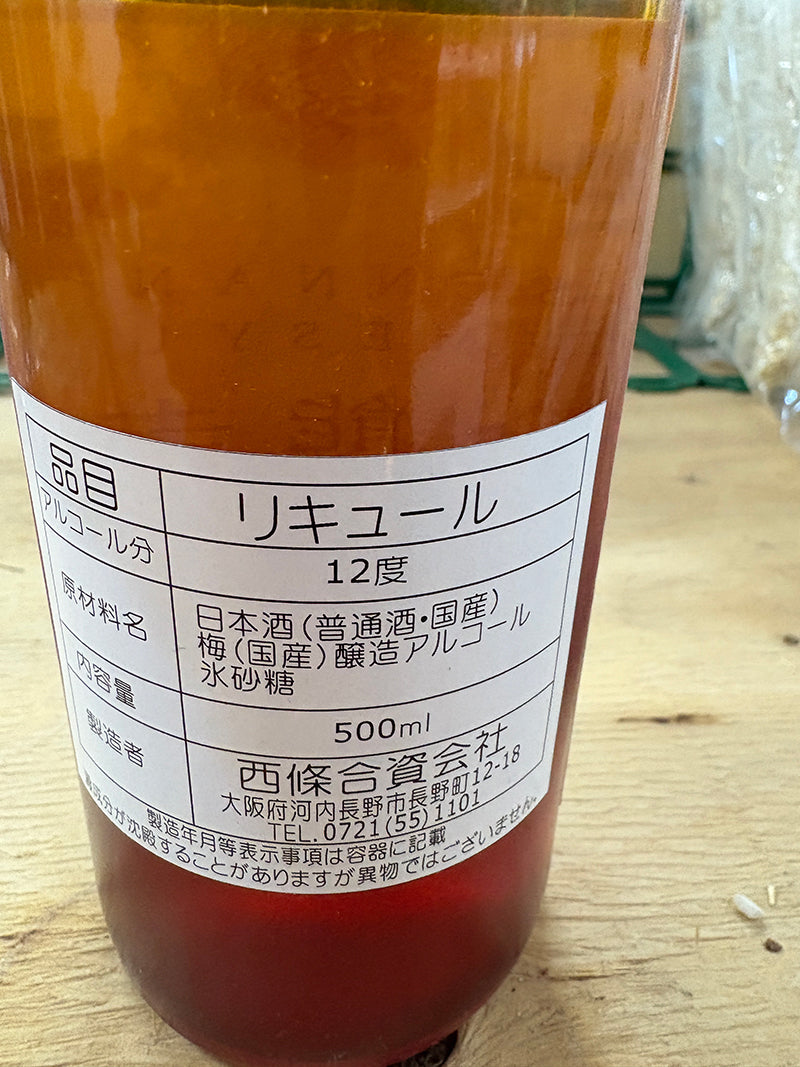 品目 リキュール
アルコール分 12度
原材料名 日本酒(普通酒・国産)
梅(国産)醸造アルコール
氷砂糖
内容量 500ml
製造者 西條合資会社
大阪府河内長野市長野町12-18
TEL.0721(55)1101
製造年月等表示事項は容器に記載
成分が沈殿することがありますが異物ではございません。